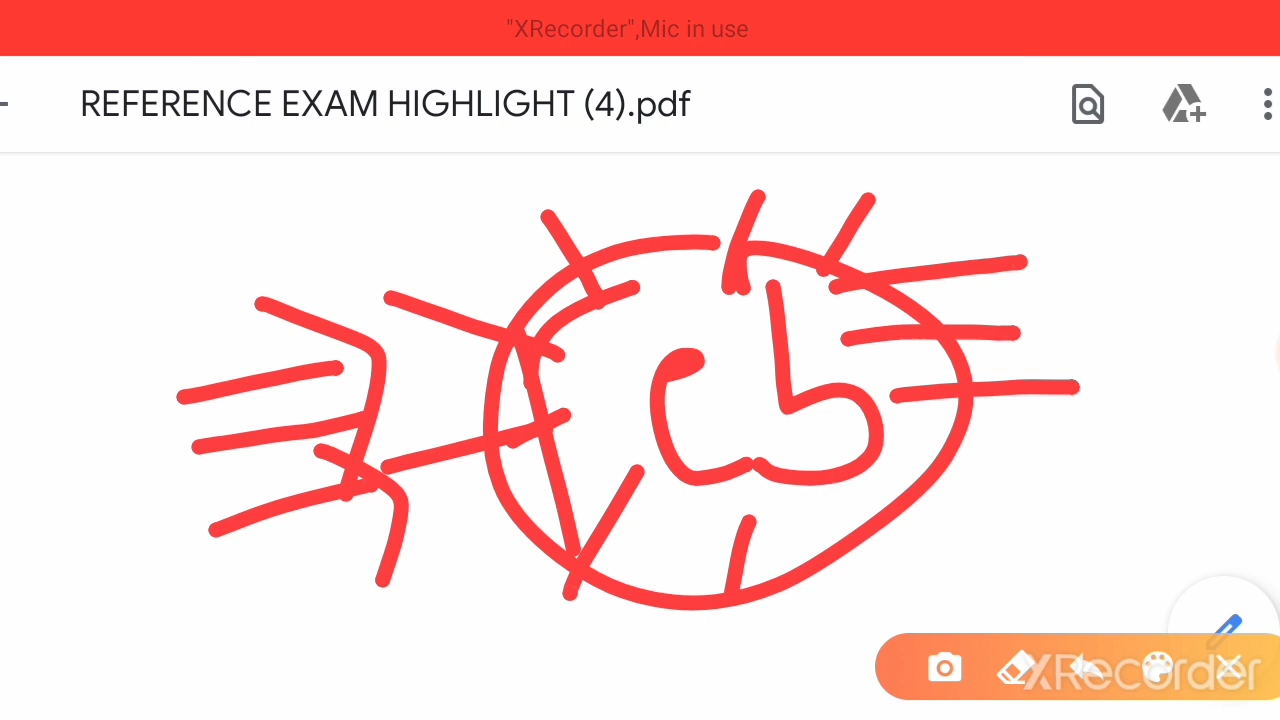 "XRecorder",Mic in use
REFERENCE EXAM HIGHLIGHT (4).pdf
C5
XRecorder